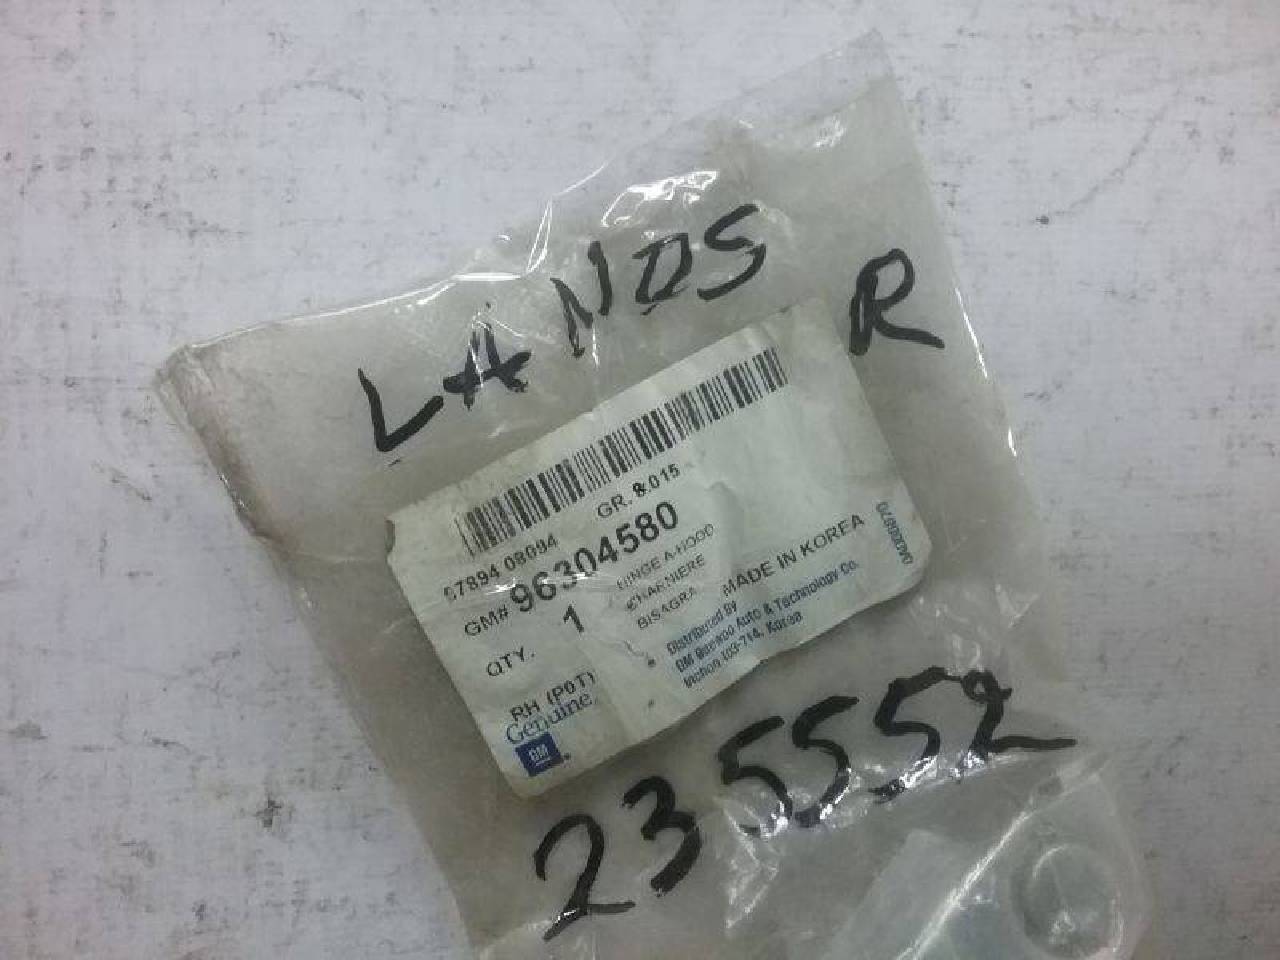 LANOS R
GR. 8.015
67894 08094
GM# 96304580
HINGE A-HOOD
CHARNIERE
BISAGRA
QTY. 1
MADE IN KOREA
RH (P0T)
Distributed By
GM Daewoo Auto & Technology Co.
Inchon 403-714, Korea
Genuine
GM
235552